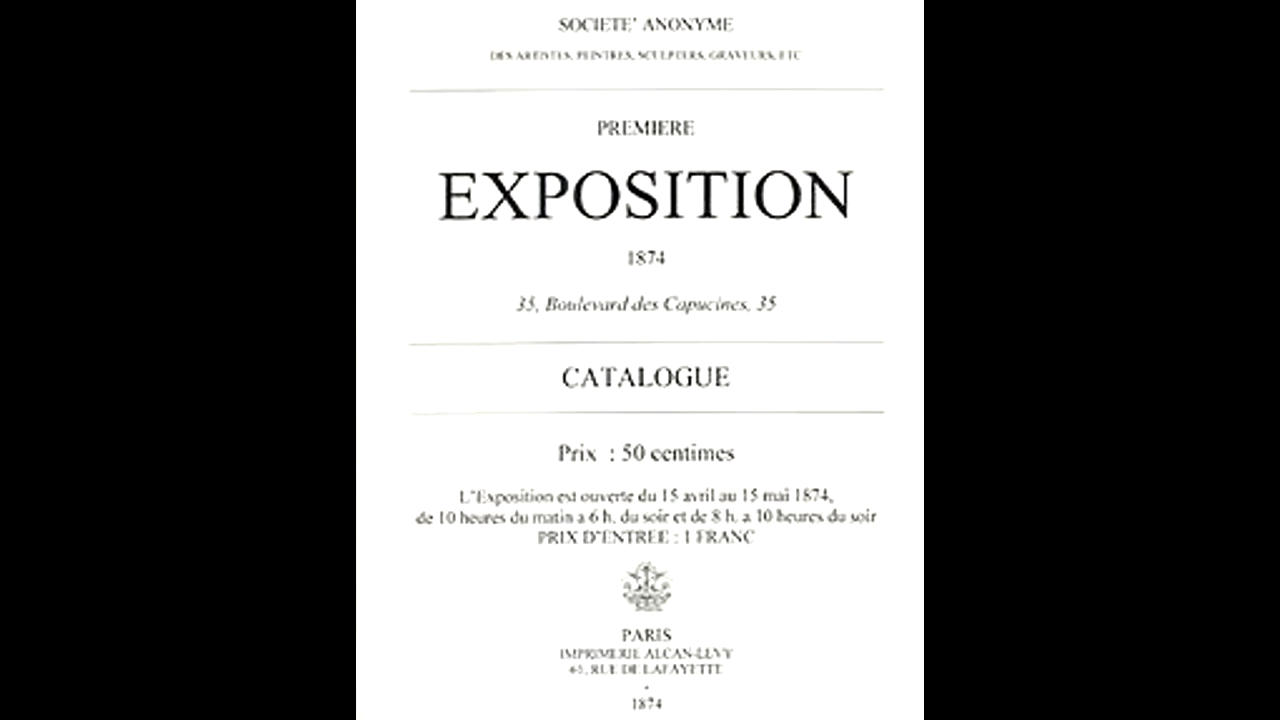 SOCIETE' ANONYME
DES ARTISTES, PEINTRES, SCULPTERS, GRAVEURS, ETC
PREMIERE
EXPOSITION
1874
35, Boulevard des Capucines, 35
CATALOGUE
Prix : 50 centimes
L'Exposition est ouverte du 15 avril au 15 mai 1874,
de 10 heures du matin a 6 h. du soir et de 8 h. a 10 heures du soir
PRIX D'ENTREE : 1 FRANC
PARIS
IMPRIMERIE ALCAN-LEVY
61, RUE DE LAFAYETTE
1874